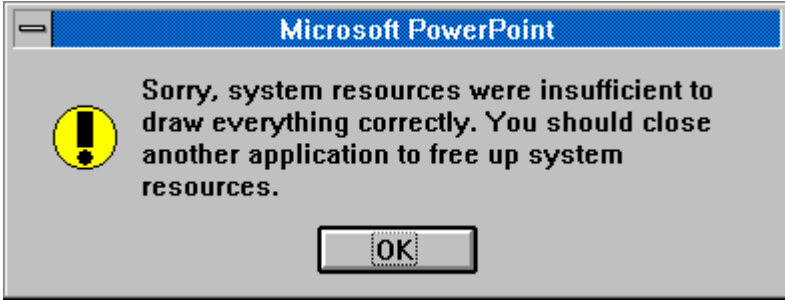 Microsoft PowerPoint
Sorry, system resources were insufficient to
draw everything correctly. You should close
another application to free up system
resources.
OK